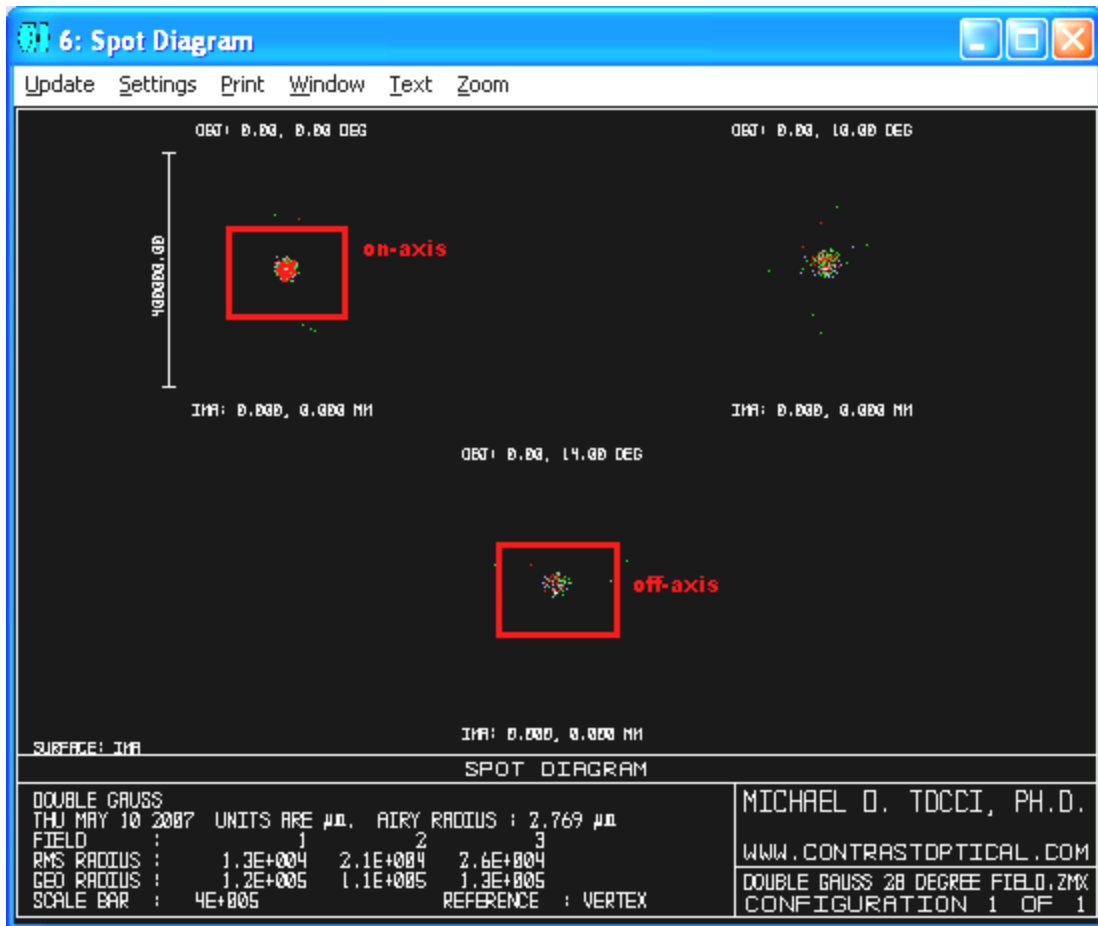 6: Spot Diagram
Update Settings Print Window Text Zoom
OBJ: 0.00, 0.00 DEG
OBJ: 0.00, 10.00 DEG
on-axis
400000.00
IMA: 0.000, 0.000 MM
IMA: 0.000, 0.000 MM
OBJ: 0.00, 14.00 DEG
off-axis
IMA: 0.000, 0.000 MM
SURFACE: IMA
SPOT DIAGRAM
DOUBLE GAUSS
THU MAY 10 2007 UNITS ARE µm. AIRY RADIUS : 2.769 µm
FIELD : 1 2 3
RMS RADIUS : 1.3E+004 2.1E+004 2.6E+004
GEO RADIUS : 1.2E+005 1.1E+005 1.3E+005
SCALE BAR : 4E+005 REFERENCE : VERTEX
MICHAEL D. TOCCI, PH.D.
WWW.CONTRASTOPTICAL.COM
DOUBLE GAUSS 28 DEGREE FIELD.ZMX
CONFIGURATION 1 OF 1